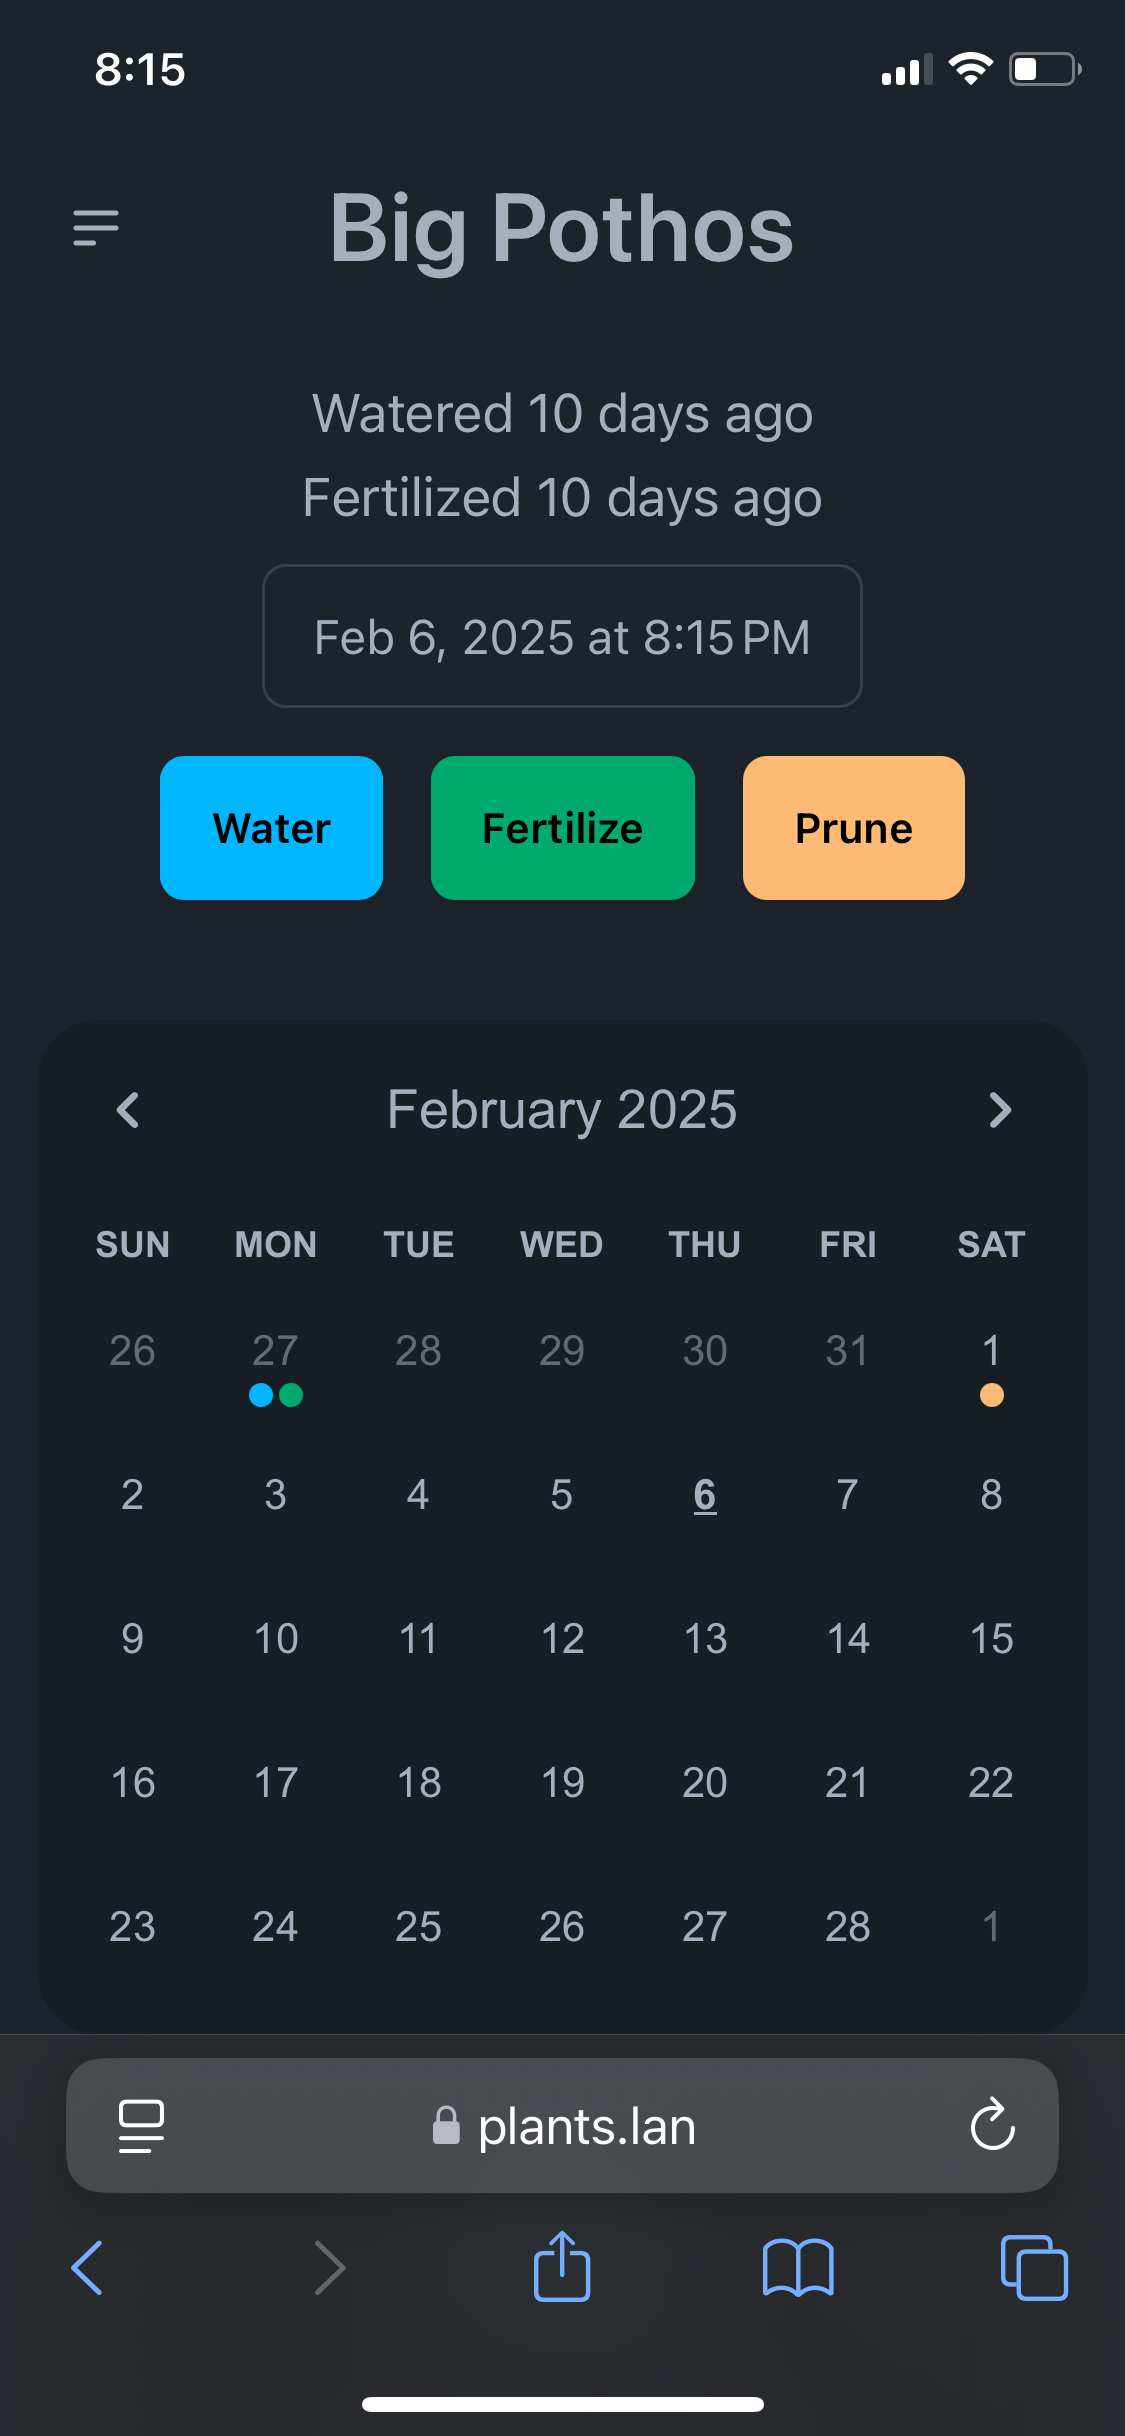 8:15
Big Pothos
Watered 10 days ago
Fertilized 10 days ago
Feb 6, 2025 at 8:15 PM
Water Fertilize Prune
February 2025
SUN MON TUE WED THU FRI SAT
26 27 28 29 30 31 1
2 3 4 5 6 7 8
9 10 11 12 13 14 15
16 17 18 19 20 21 22
23 24 25 26 27 28 1
plants.lan